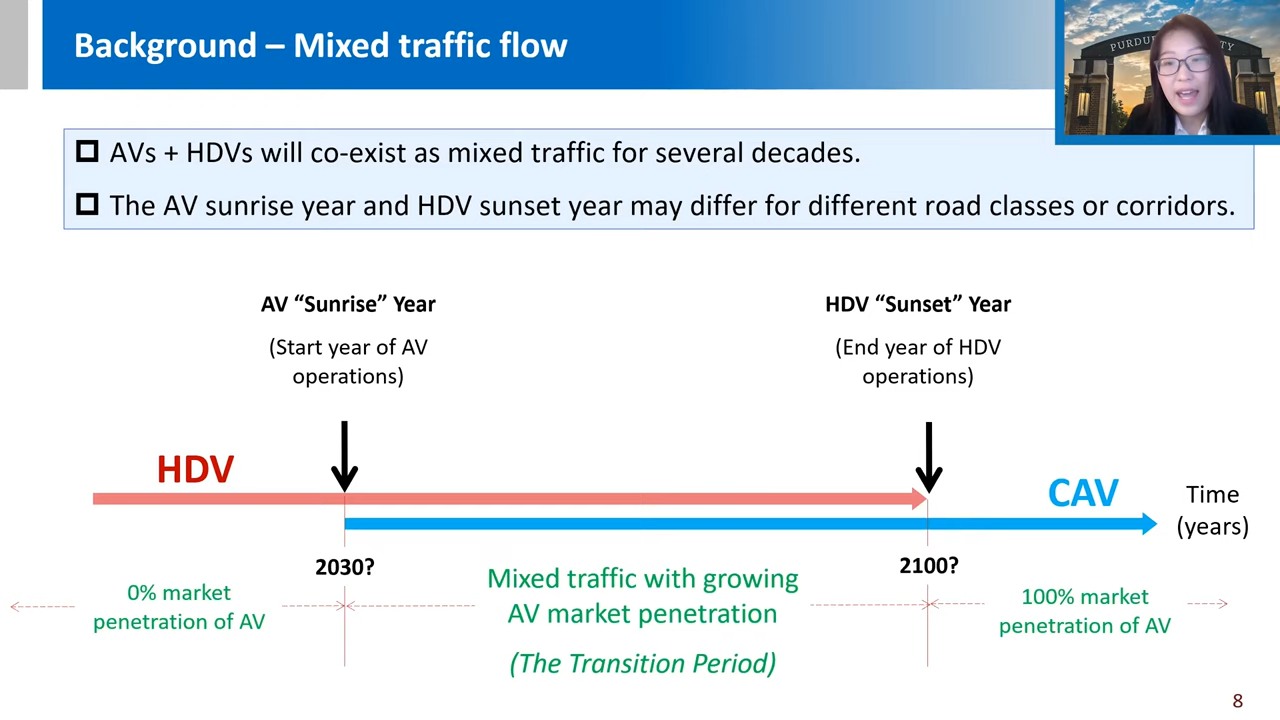 Background – Mixed traffic flow
AVs + HDVs will co-exist as mixed traffic for several decades.
The AV sunrise year and HDV sunset year may differ for different road classes or corridors.
AV “Sunrise” Year
(Start year of AV
operations)
HDV “Sunset” Year
(End year of HDV
operations)
HDV
CAV
Time
(years)
2030?
2100?
0% market
penetration of AV
Mixed traffic with growing
AV market penetration
(The Transition Period)
100% market
penetration of AV
8